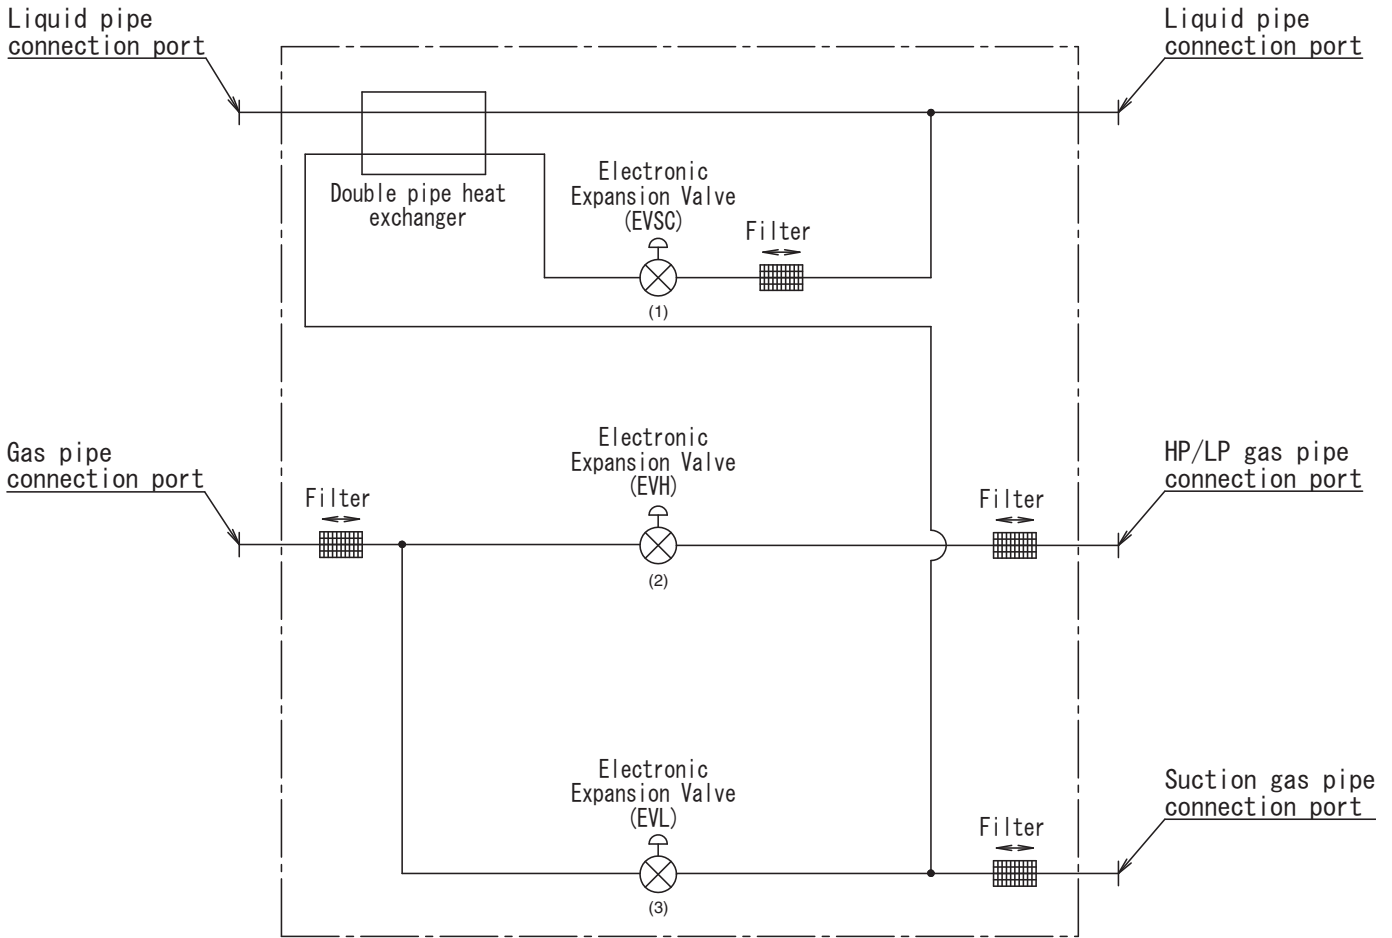 Liquid pipe
connection port
Liquid pipe
connection port
Double pipe heat
exchanger
Electronic
Expansion Valve
(EVSC)
Filter
(1)
Gas pipe
connection port
Filter
Electronic
Expansion Valve
(EVH)
(2)
Filter
HP/LP gas pipe
connection port
Electronic
Expansion Valve
(EVL)
(3)
Filter
Suction gas pipe
connection port